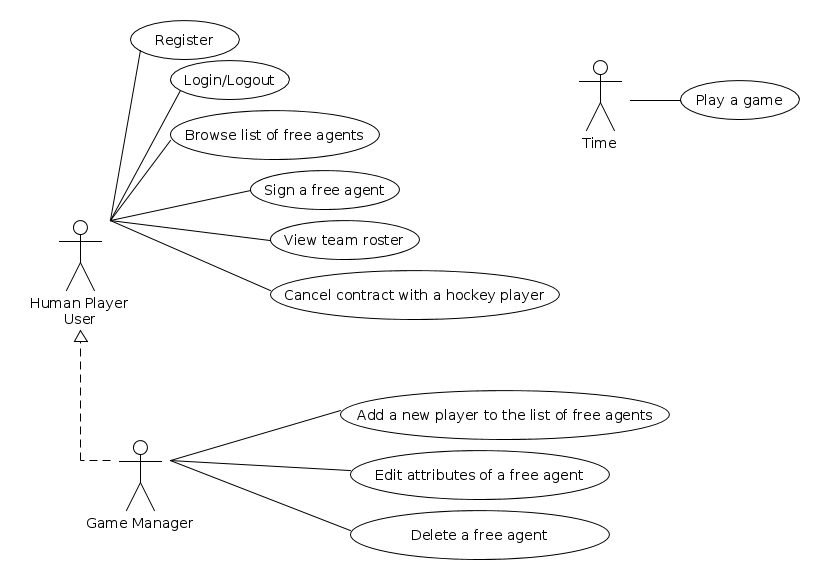 Register
Login/Logout
Browse list of free agents
Sign a free agent
View team roster
Cancel contract with a hockey player
Human Player
User
Time
Play a game
Add a new player to the list of free agents
Edit attributes of a free agent
Delete a free agent
Game Manager